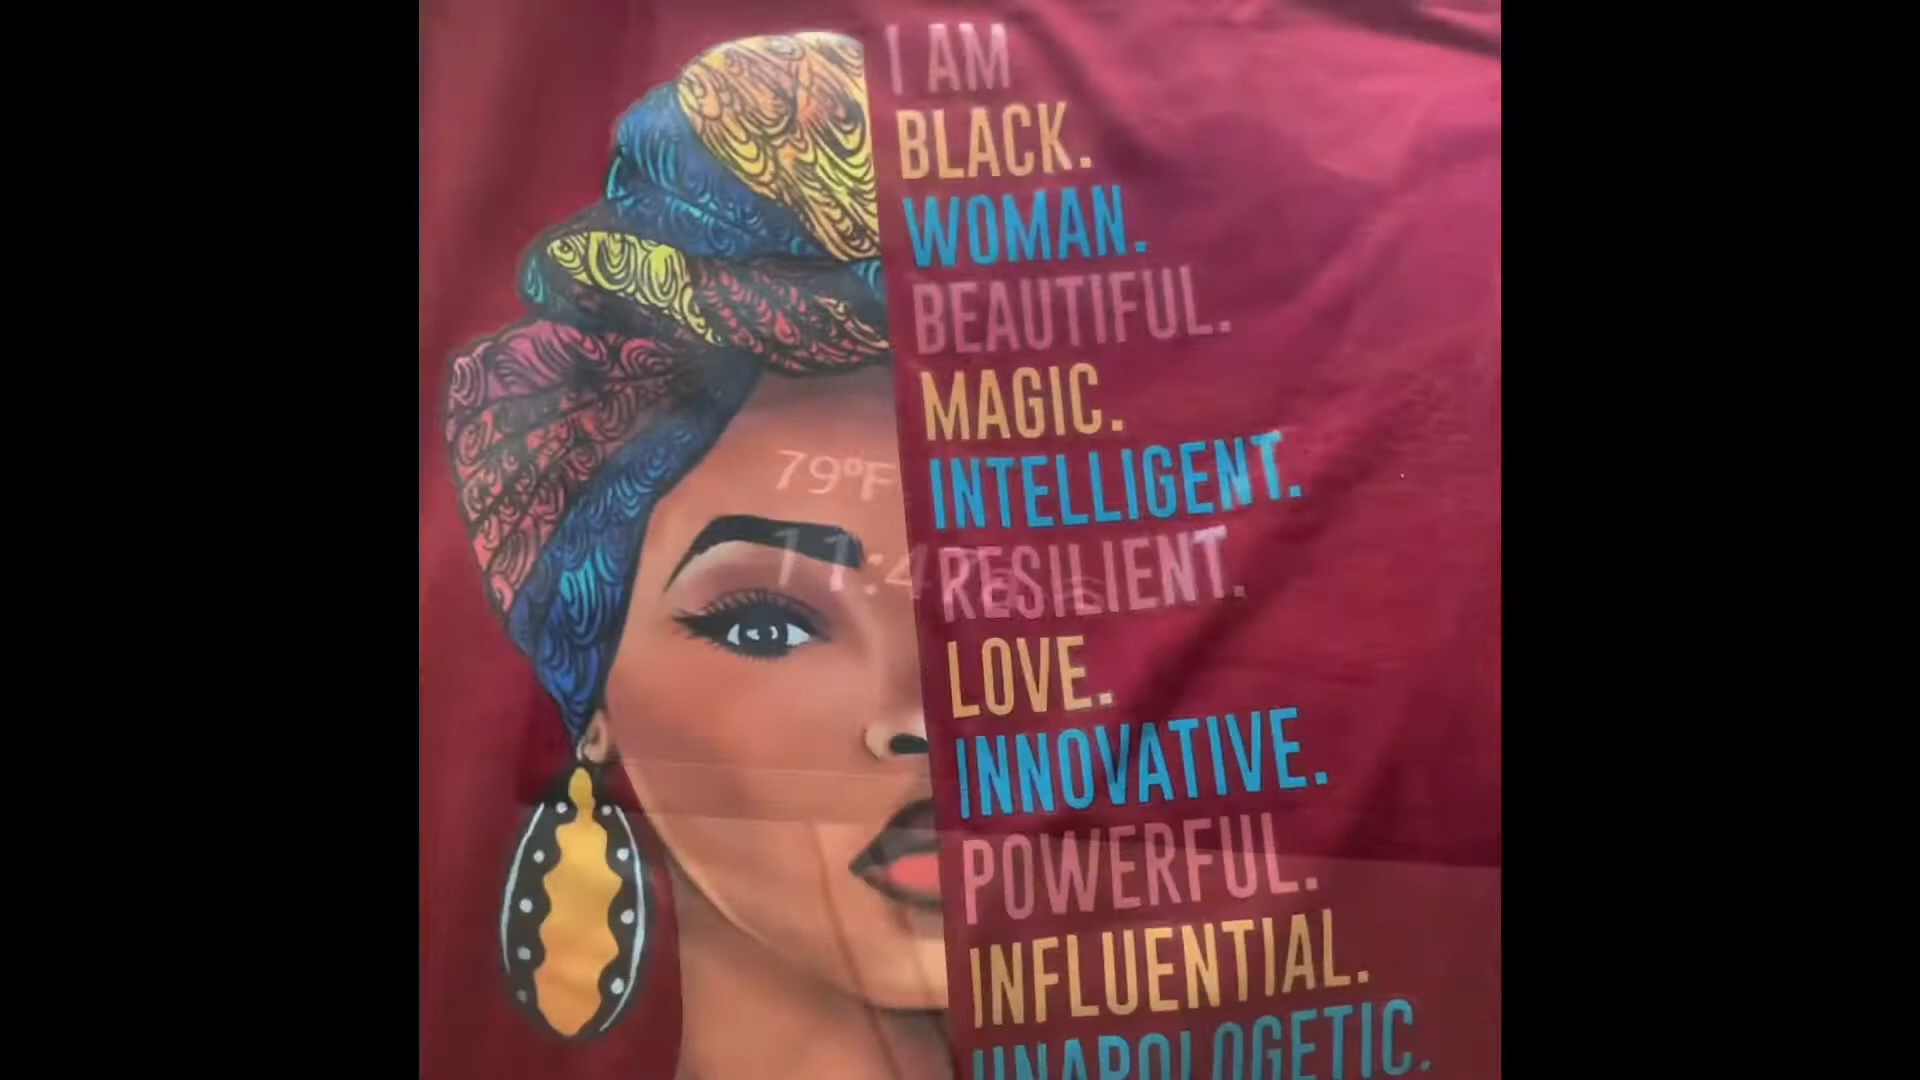 I AM
BLACK.
WOMAN.
BEAUTIFUL.
MAGIC.
INTELLIGENT.
RESILIENT.
LOVE.
INNOVATIVE.
POWERFUL.
INFLUENTIAL.
UNAPOLOGETIC.
79°F